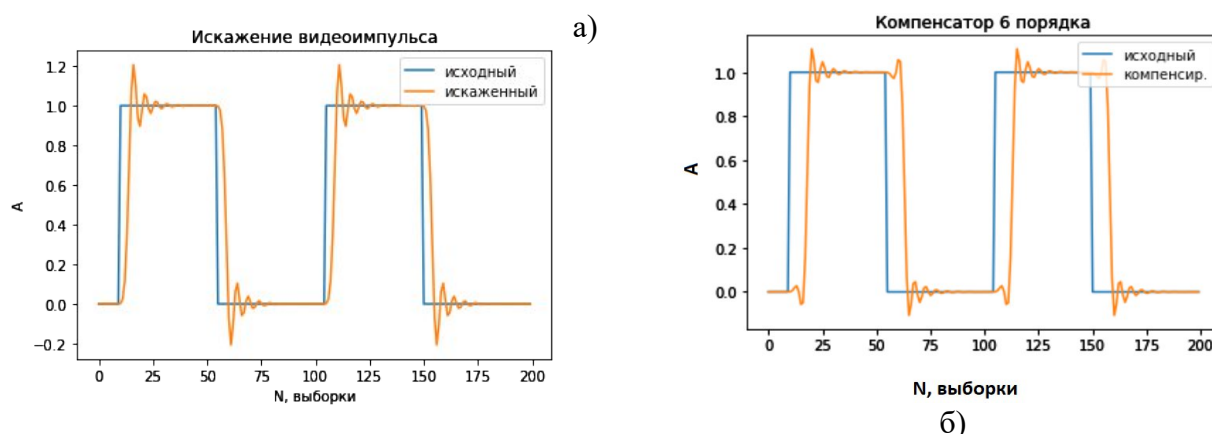 Искажение видеоимпульса
1.2
1.0
0.8
0.6
0.4
0.2
0.0
−0.2
A
исходный
искаженный
0 25 50 75 100 125 150 175 200
N, выборки
а)
Компенсатор 6 порядка
1.0
0.8
0.6
0.4
0.2
0.0
A
исходный
компенсир.
0 25 50 75 100 125 150 175 200
N, выборки
б)